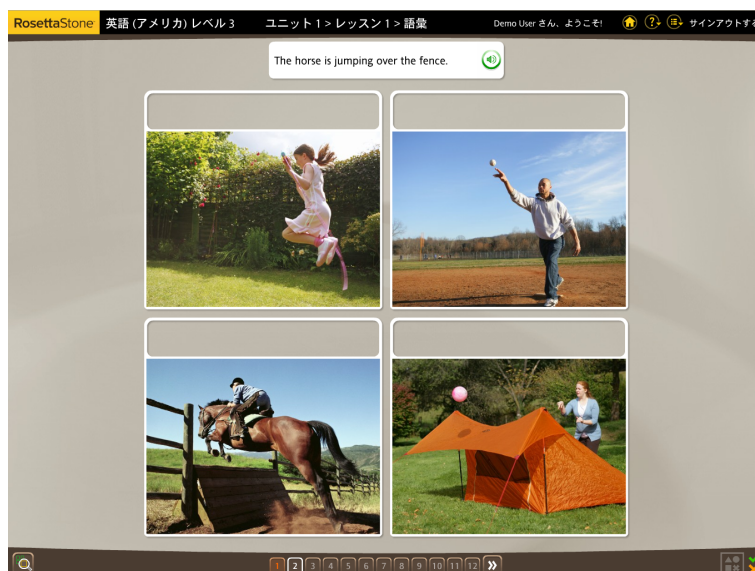 RosettaStone 英語 (アメリカ) レベル 3 ユニット 1 > レッスン 1 > 語彙 Demo User さん、ようこそ! サインアウトする
The horse is jumping over the fence.
1 2 3 4 5 6 7 8 9 10 11 12